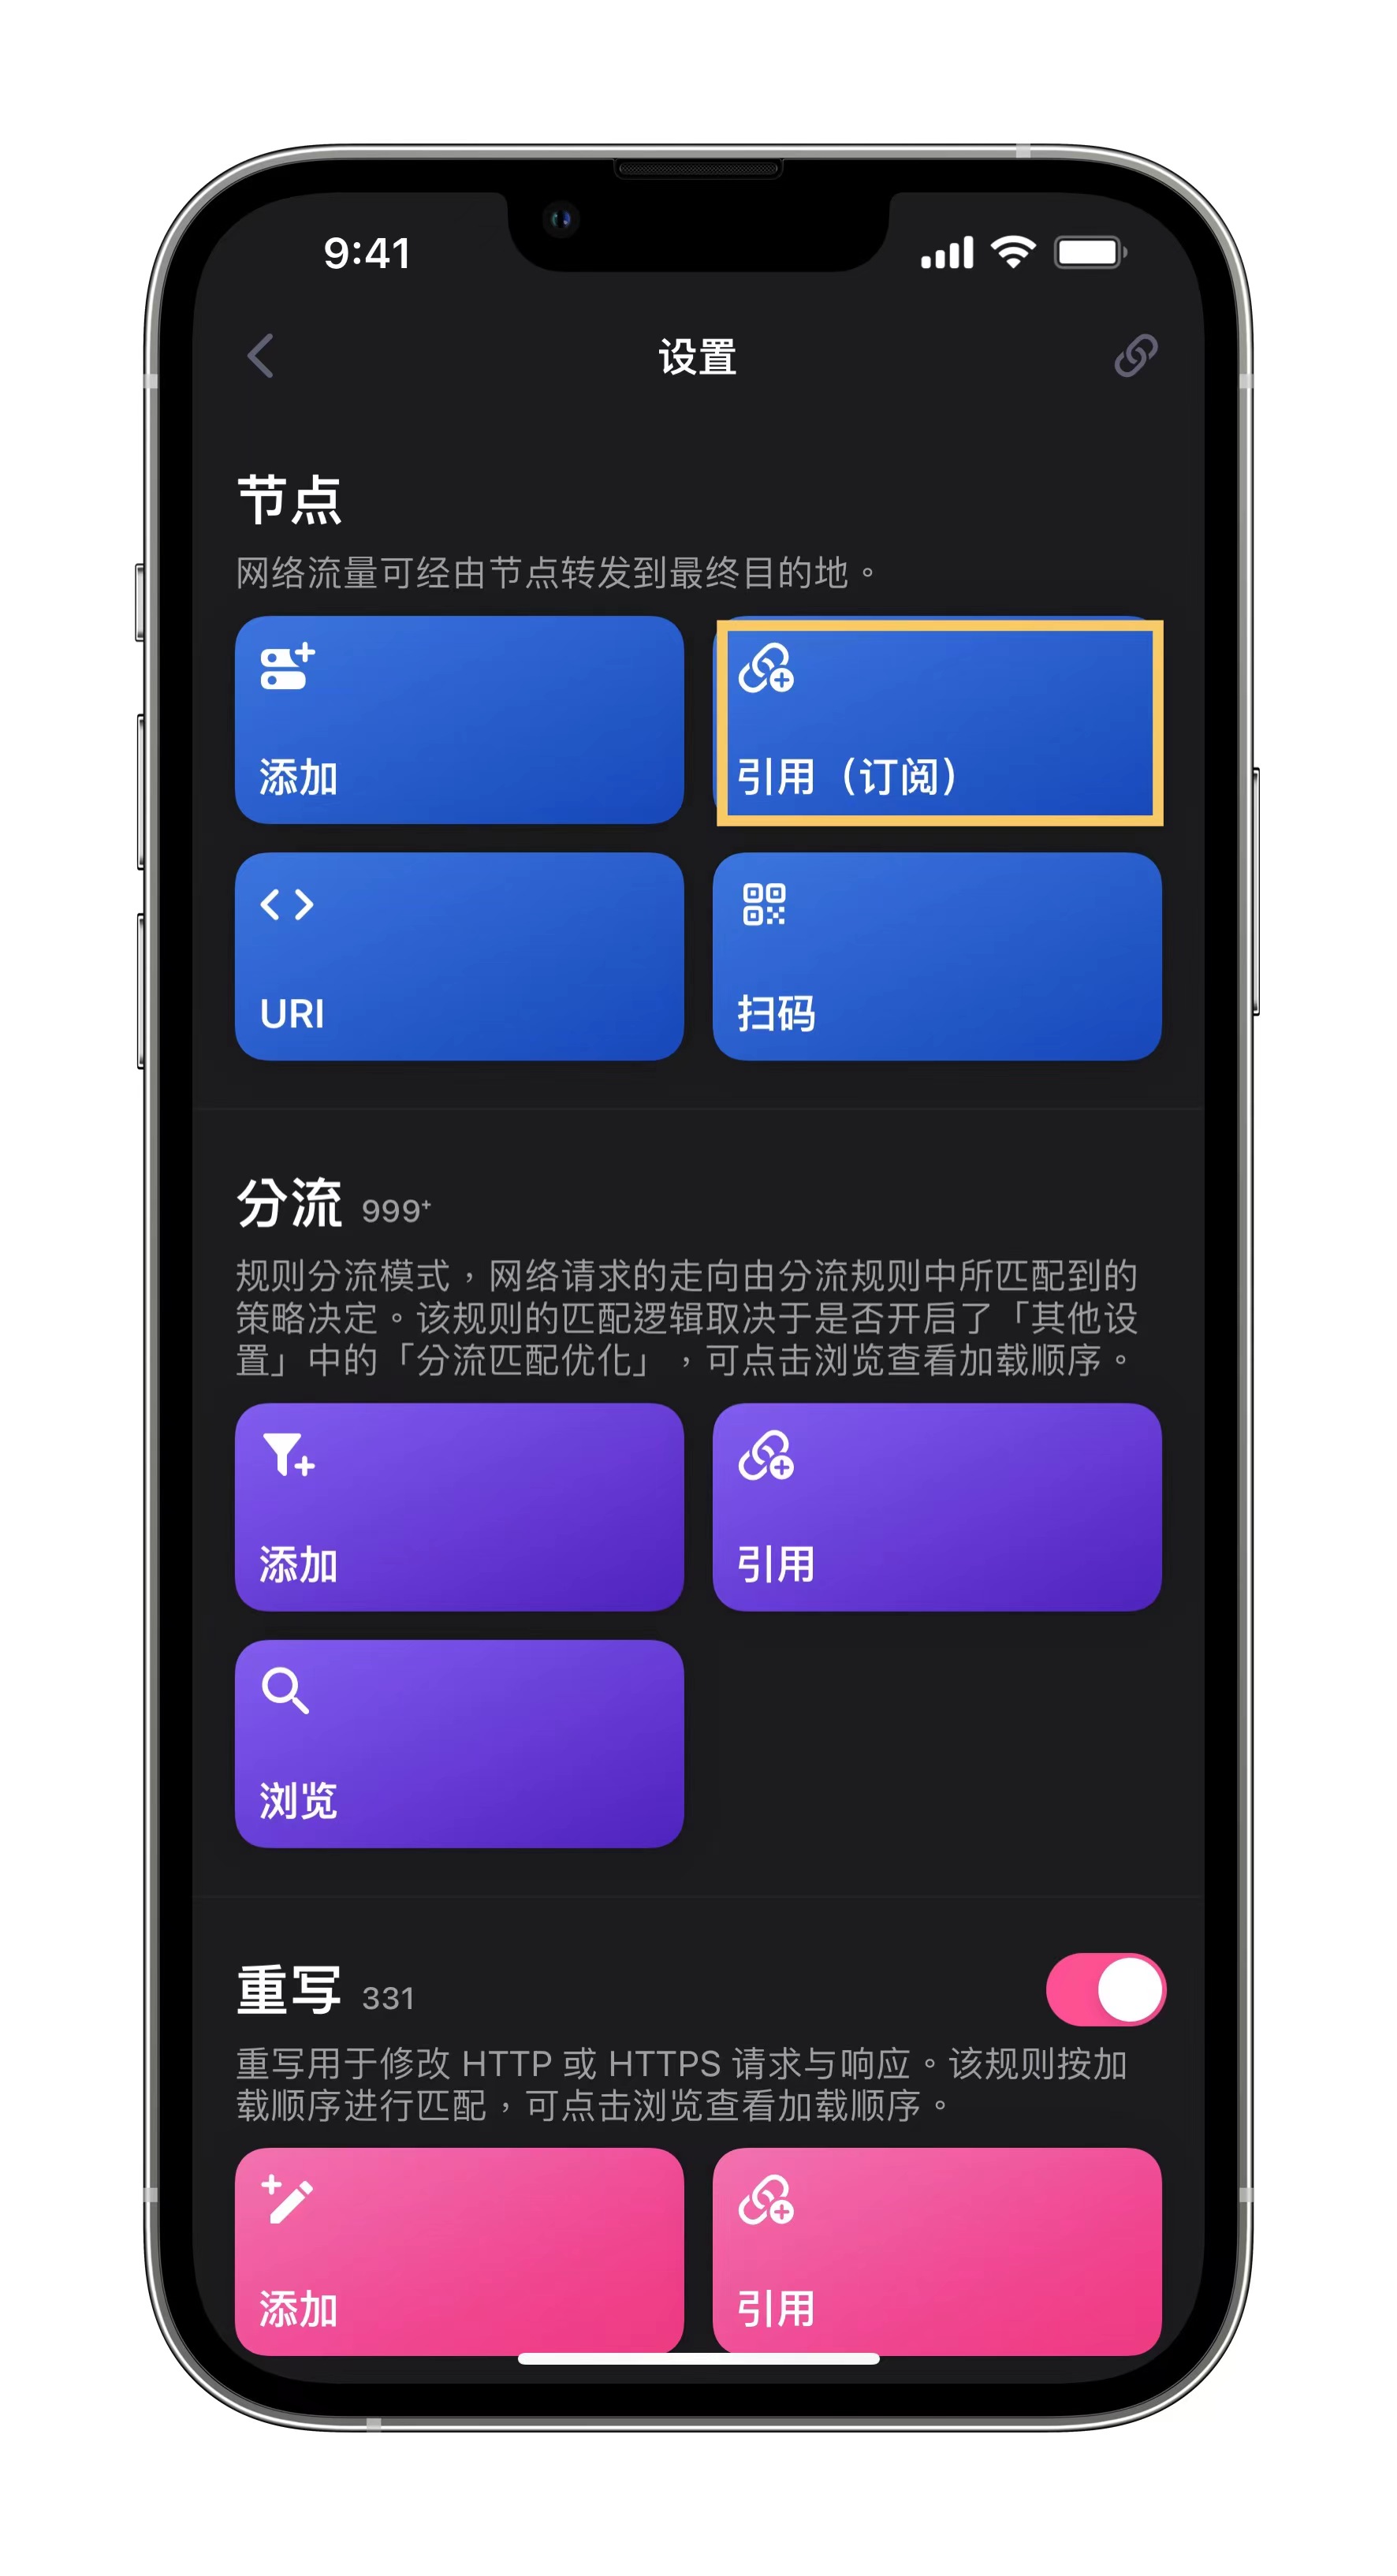 9:41
设置
节点
网络流量可经由节点转发到最终目的地。
添加
引用（订阅）
URI
扫码
分流 999+
规则分流模式，网络请求的走向由分流规则中所匹配到的
策略决定。该规则的匹配逻辑取决于是否开启了「其他设
置」中的「分流匹配优化」，可点击浏览查看加载顺序。
添加
引用
浏览
重写 331
重写用于修改 HTTP 或 HTTPS 请求与响应。该规则按加
载顺序进行匹配，可点击浏览查看加载顺序。
添加
引用